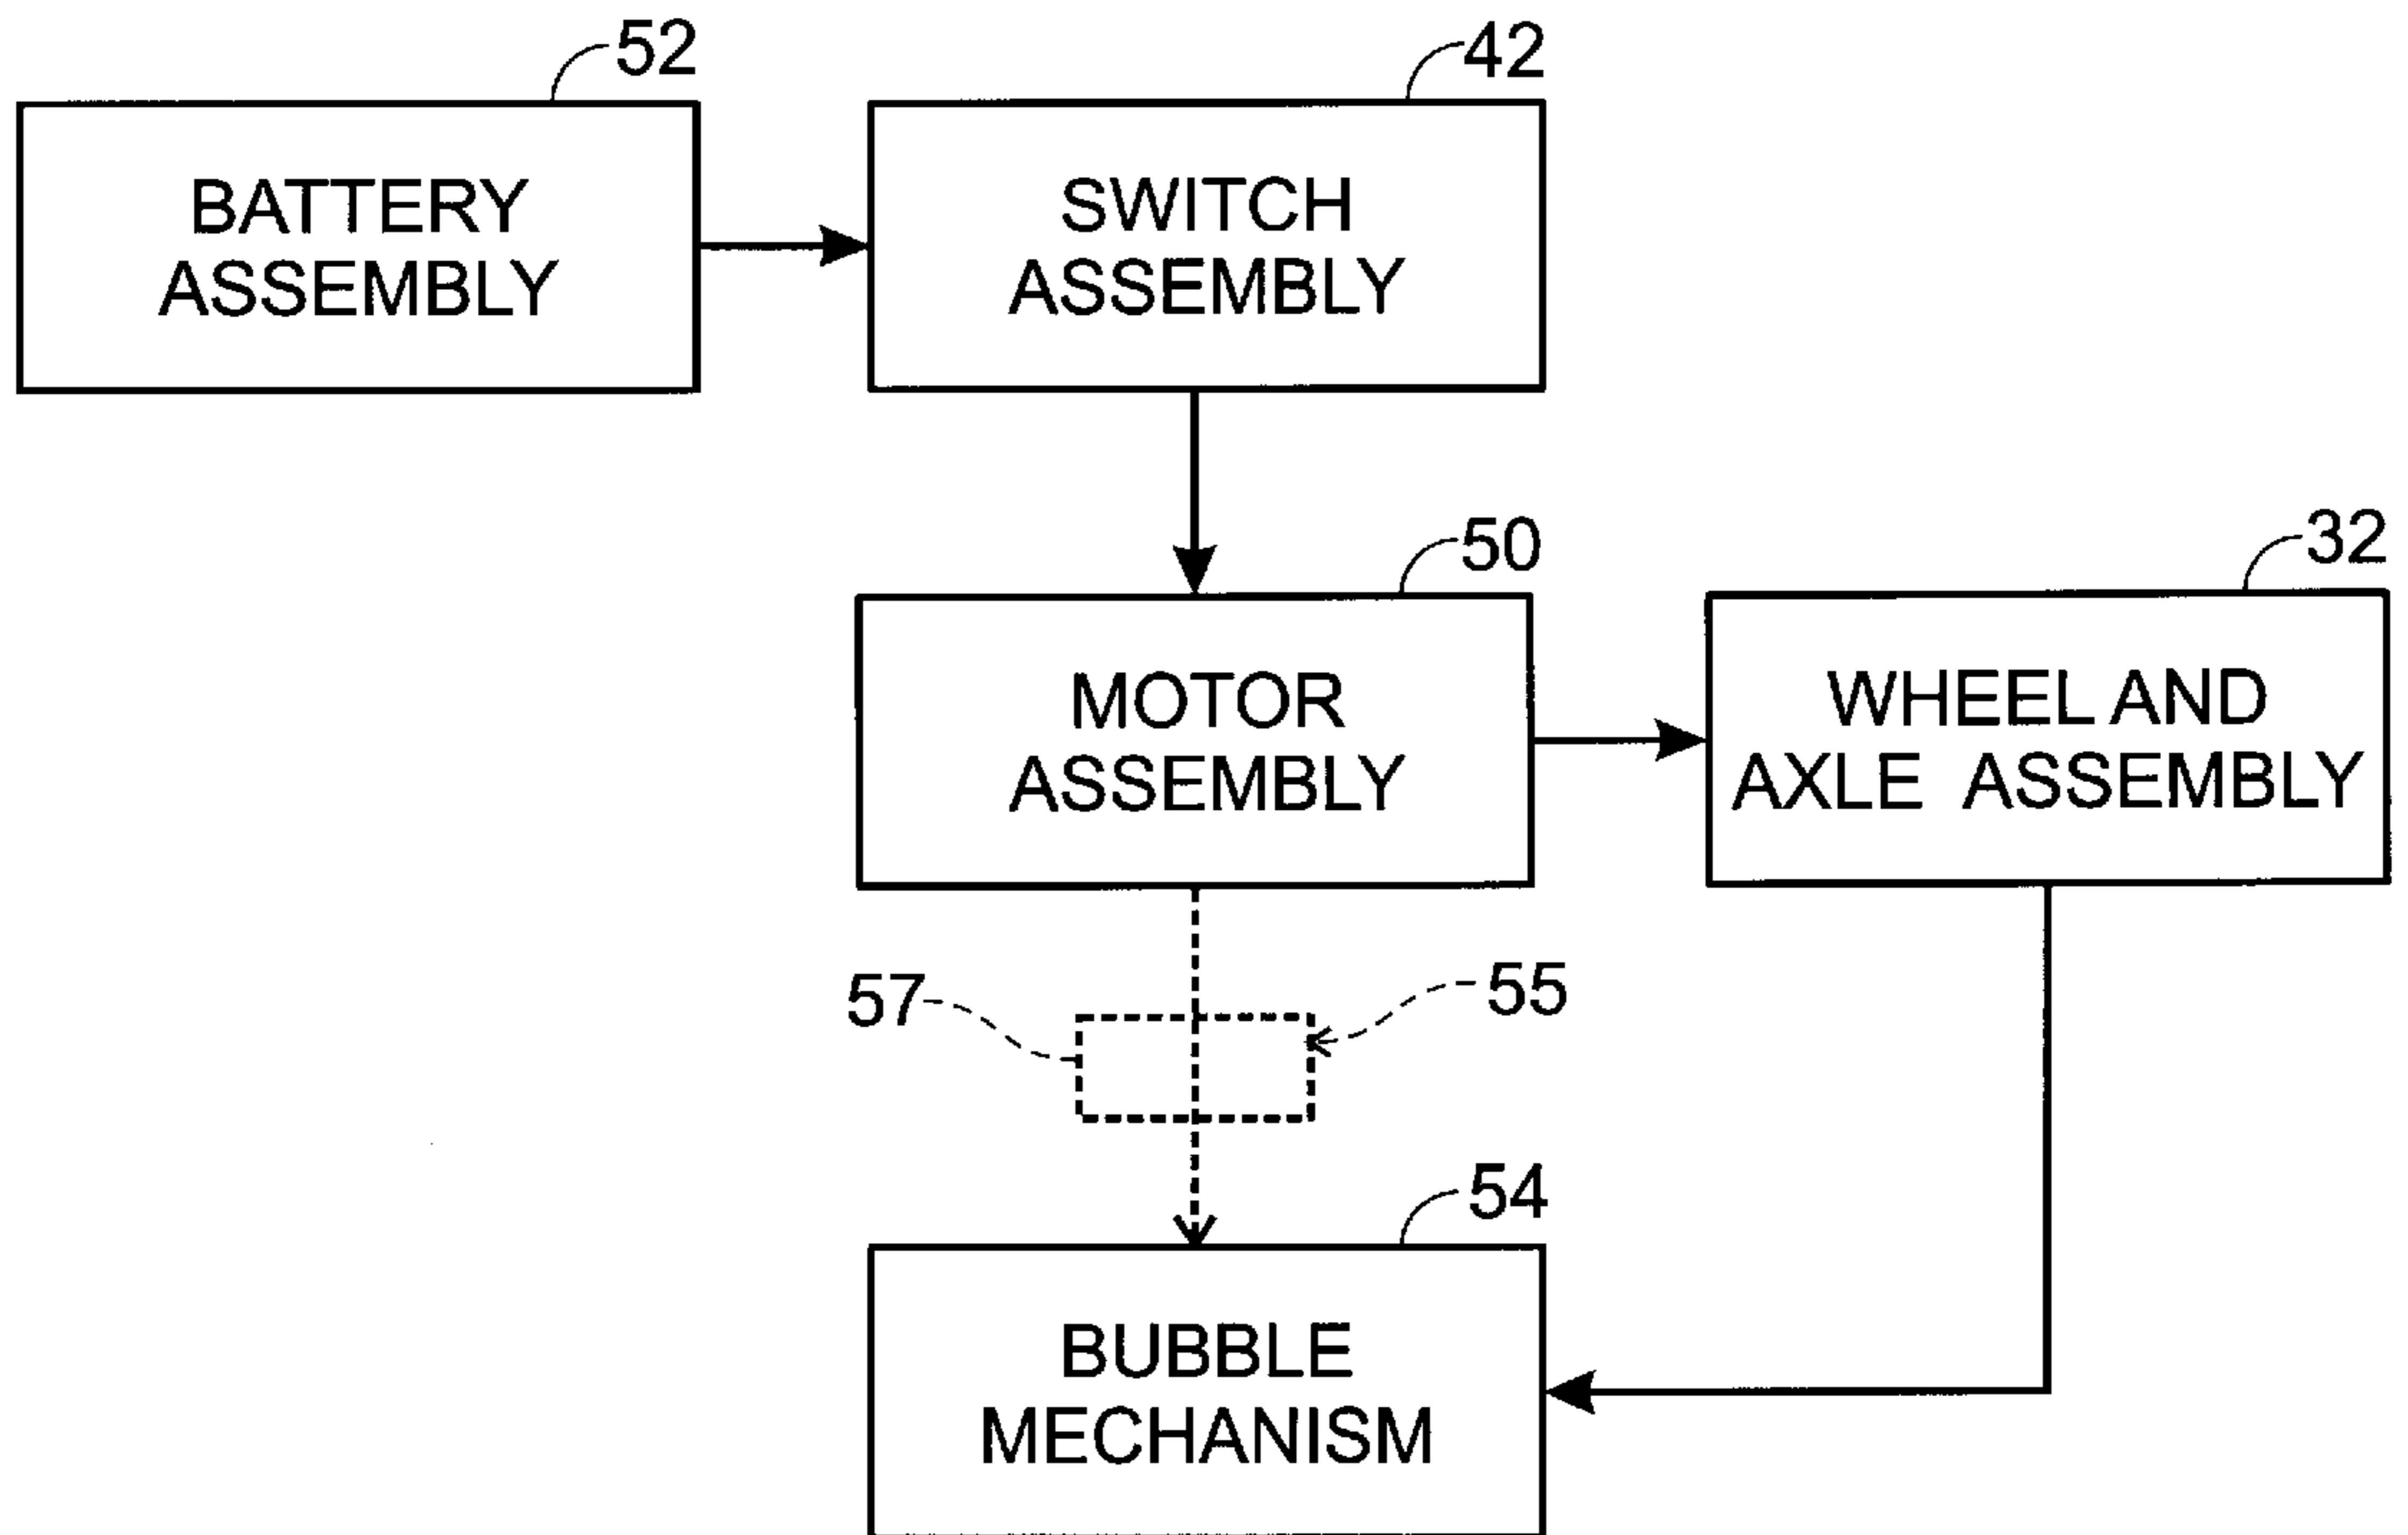 52
42
BATTERY
ASSEMBLY
SWITCH
ASSEMBLY
50
32
MOTOR
ASSEMBLY
WHEEL AND
AXLE ASSEMBLY
57
55
54
BUBBLE
MECHANISM